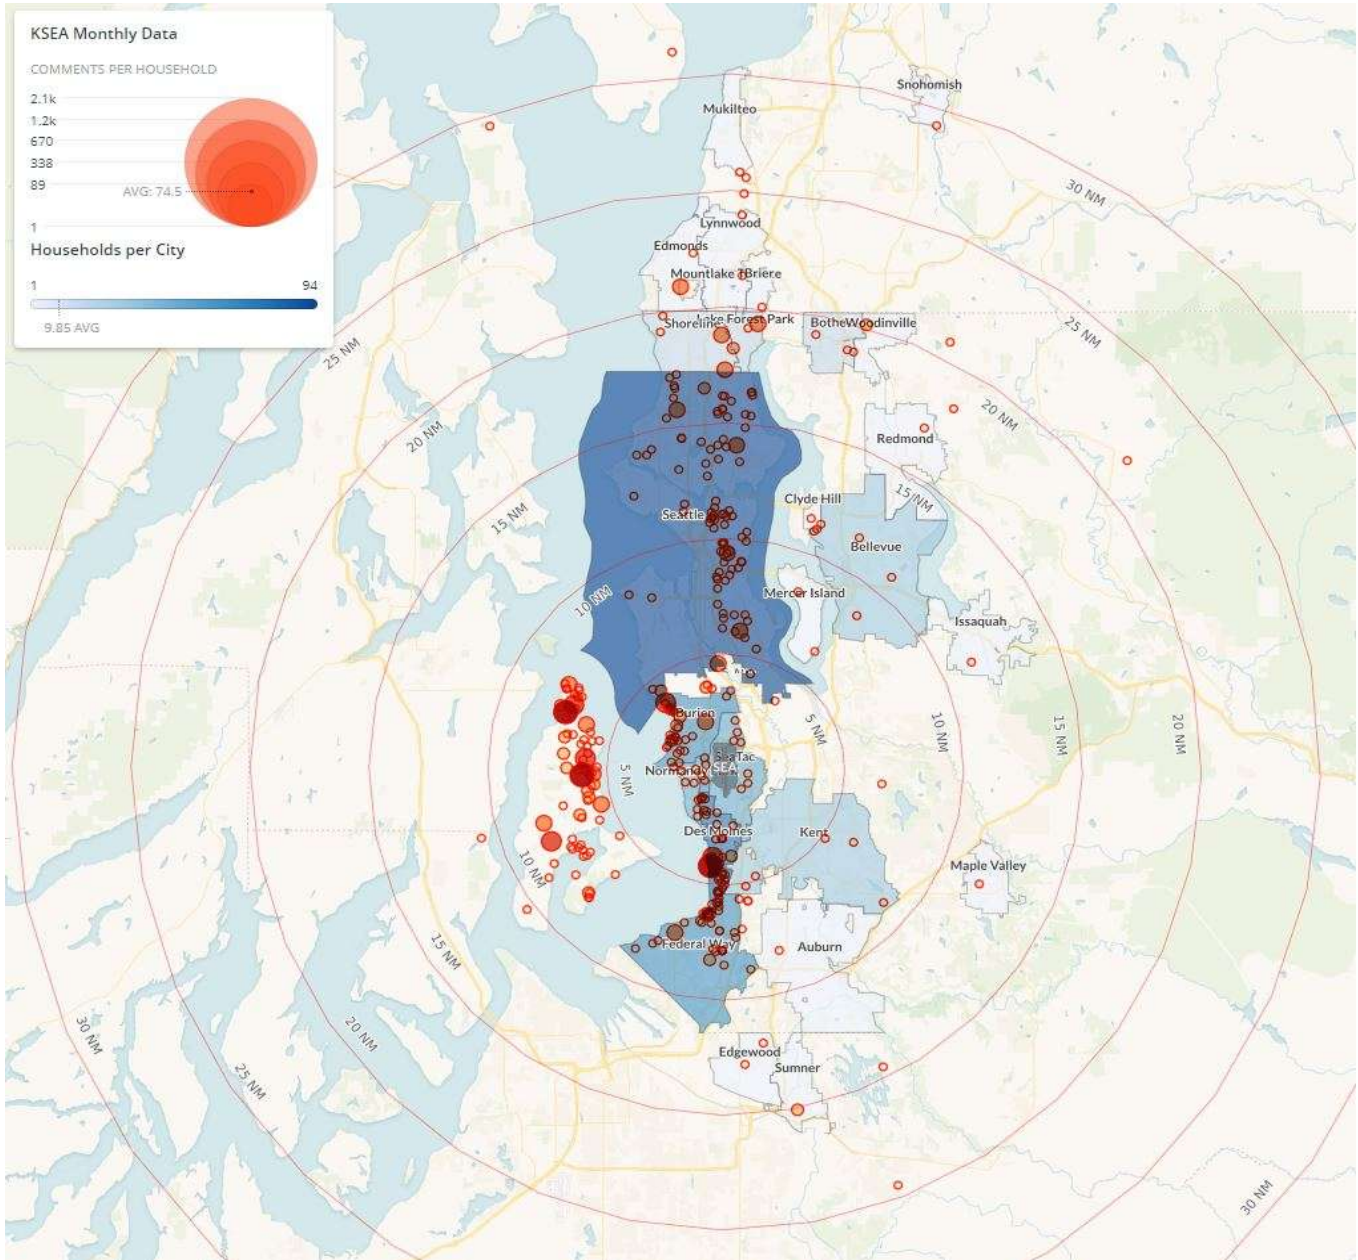 KSEA Monthly Data
COMMENTS PER HOUSEHOLD
2.1k
1.2k
670
338
89
AVG: 74.5
1
Households per City
1 94
9.85 AVG
Snohomish
Mukilteo
30 NM
Lynnwood
Edmonds
Mountlake
Briere
Shoreline
Lake Forest Park
Woodinville
25 NM
25 NM
20 NM
20 NM
Redmond
15 NM
Clyde Hill
15 NM
Seattle
Bellevue
10 NM
Mercer Island
Issaquah
Burien
5 NM
10 NM
15 NM
20 NM
SeaTac
SEA
5 NM
Des Moines
Kent
10 NM
Maple Valley
Federal Way
Auburn
15 NM
30 NM
20 NM
Edgewood
Sumner
25 NM
30 NM